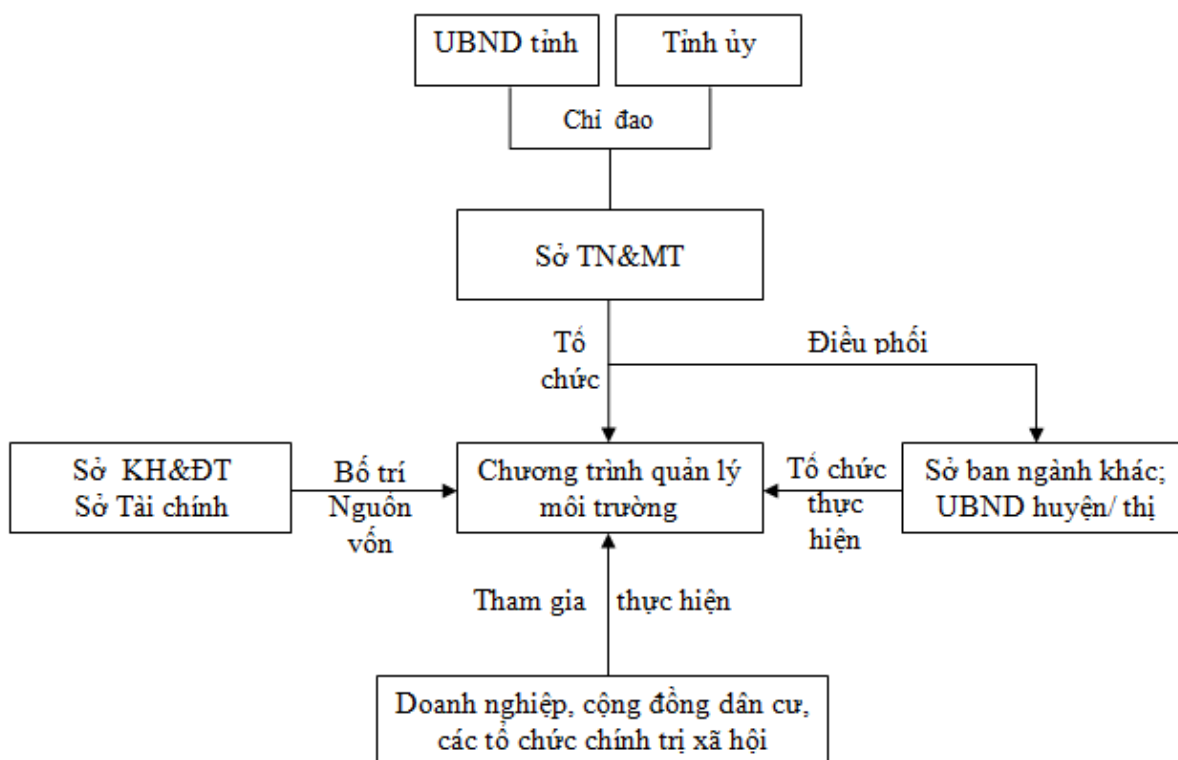 UBND tỉnh
Tỉnh ủy
Chỉ đao
Sở TN&MT
Tổ
chức
Điều phối
Sở KH&ĐT
Sở Tài chính
Bố trí
Nguồn
vốn
Chương trình quản lý
môi trường
Tổ chức
thực
hiện
Sở ban ngành khác;
UBND huyện/ thị
Tham gia thực hiện
Doanh nghiệp, cộng đồng dân cư,
các tổ chức chính trị xã hội